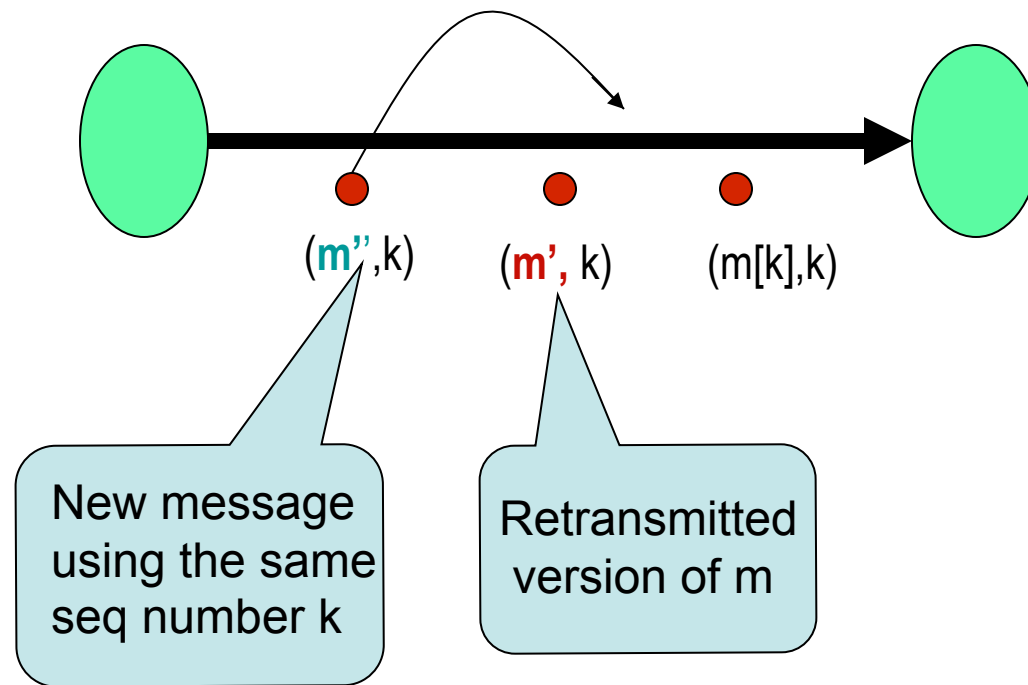 (m’’,k)
(m’, k)
(m[k],k)
New message
using the same
seq number k
Retransmitted
version of m